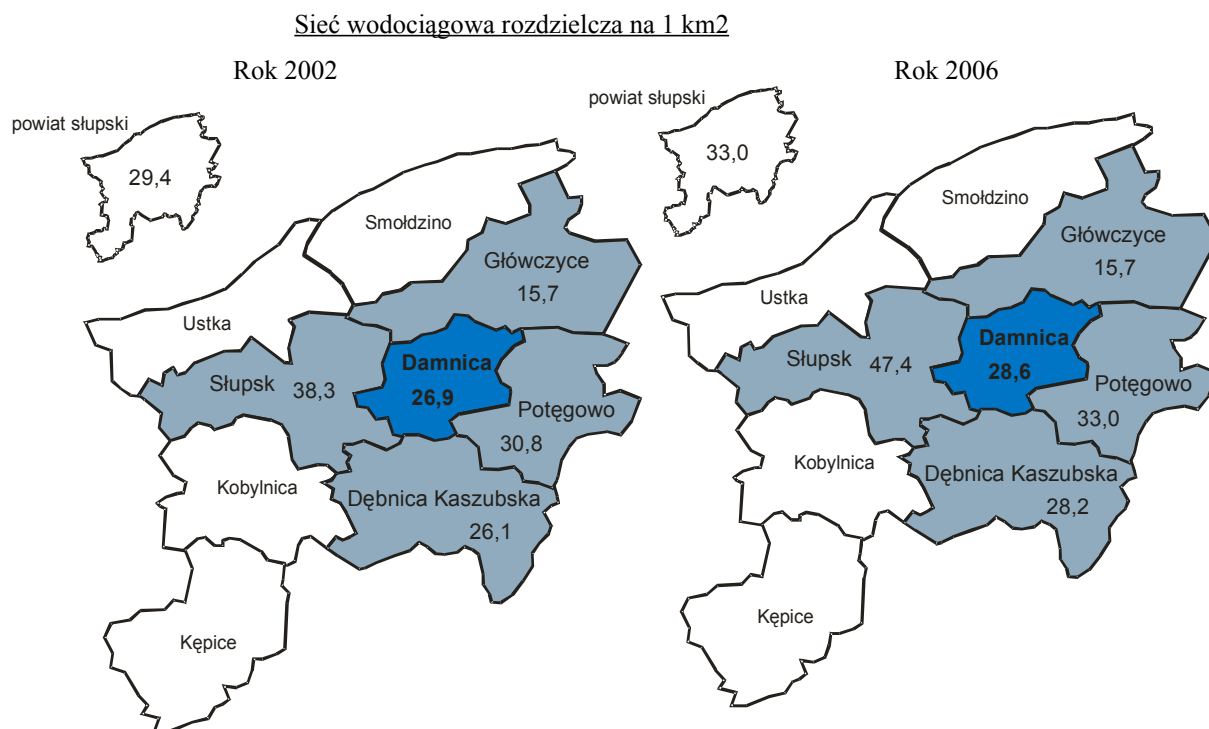 Sieć wodociągowa rozdzielcza na 1 km2
Rok 2002
powiat słupski
29,4
Smołdzino
Główczyce
15,7
Ustka
Damnica
26,9
Słupsk 38,3
Potęgowo
30,8
Kobylnica
Dębnica Kaszubska
26,1
Kępice
Rok 2006
powiat słupski
33,0
Smołdzino
Główczyce
15,7
Ustka
Damnica
28,6
Słupsk 47,4
Potęgowo
33,0
Kobylnica
Dębnica Kaszubska
28,2
Kępice